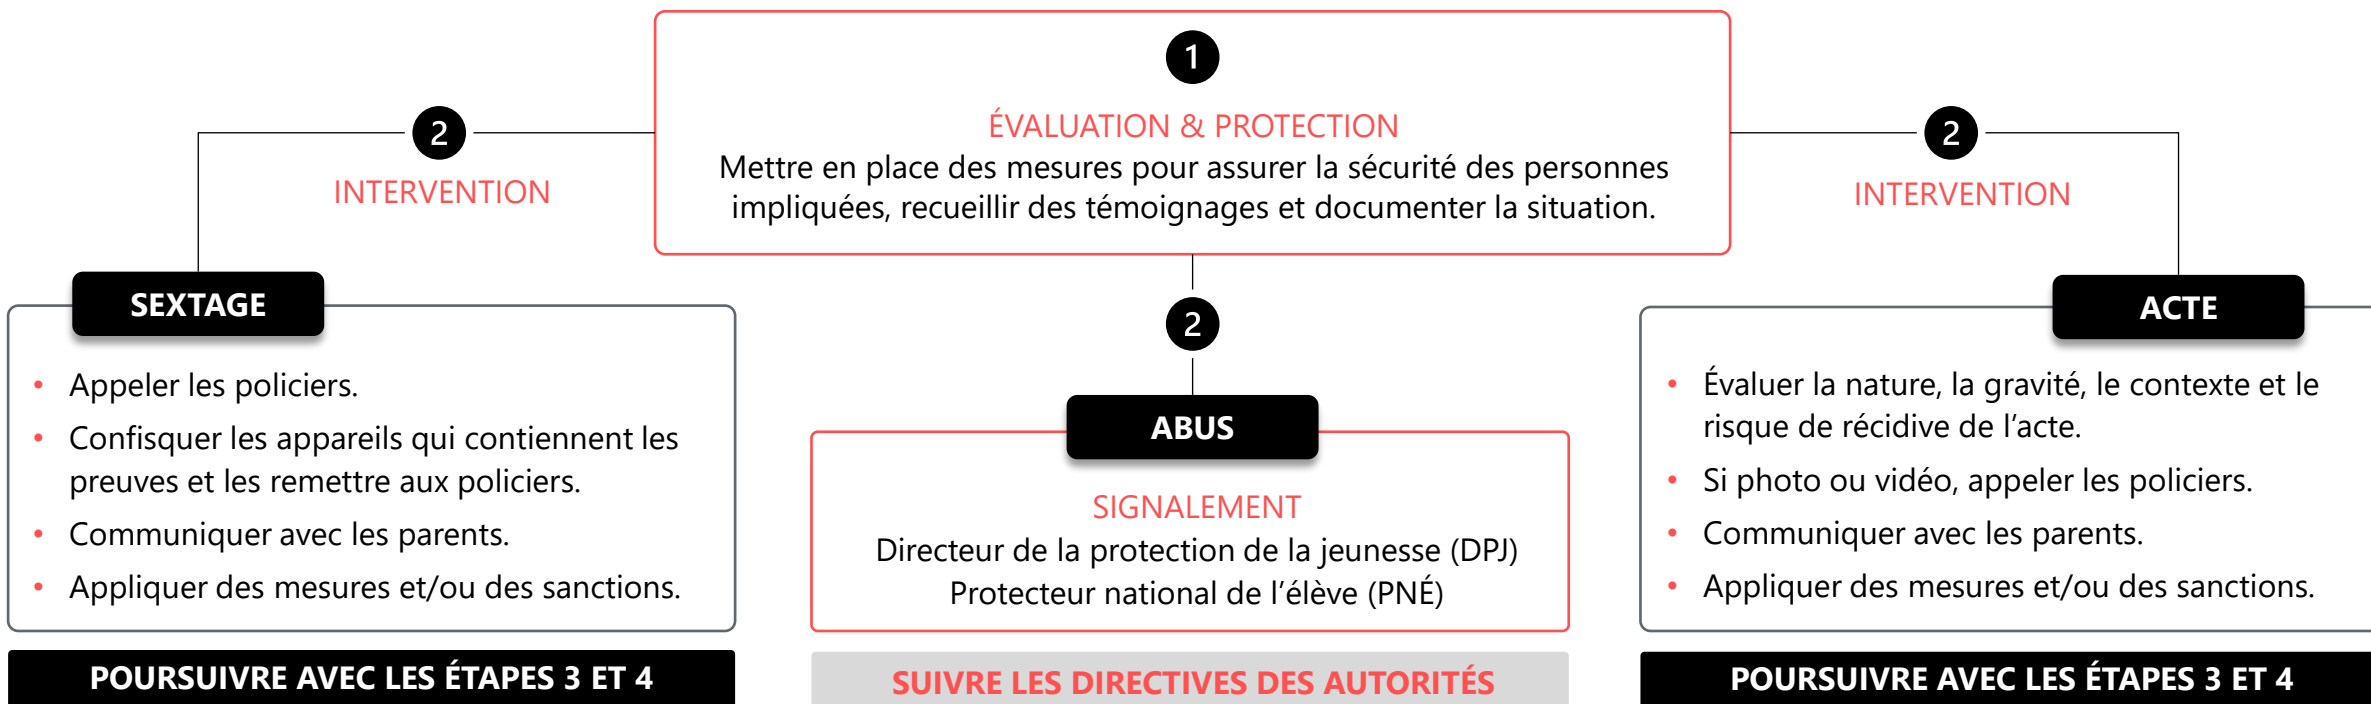 1
ÉVALUATION & PROTECTION
Mettre en place des mesures pour assurer la sécurité des personnes
impliquées, recueillir des témoignages et documenter la situation.
2
INTERVENTION
SEXTAGE
• Appeler les policiers.
• Confisquer les appareils qui contiennent les
preuves et les remettre aux policiers.
• Communiquer avec les parents.
• Appliquer des mesures et/ou des sanctions.
POURSUIVRE AVEC LES ÉTAPES 3 ET 4
2
ABUS
SIGNALEMENT
Directeur de la protection de la jeunesse (DPJ)
Protecteur national de l’élève (PNÉ)
SUIVRE LES DIRECTIVES DES AUTORITÉS
2
INTERVENTION
ACTE
• Évaluer la nature, la gravité, le contexte et le
risque de récidive de l’acte.
• Si photo ou vidéo, appeler les policiers.
• Communiquer avec les parents.
• Appliquer des mesures et/ou des sanctions.
POURSUIVRE AVEC LES ÉTAPES 3 ET 4